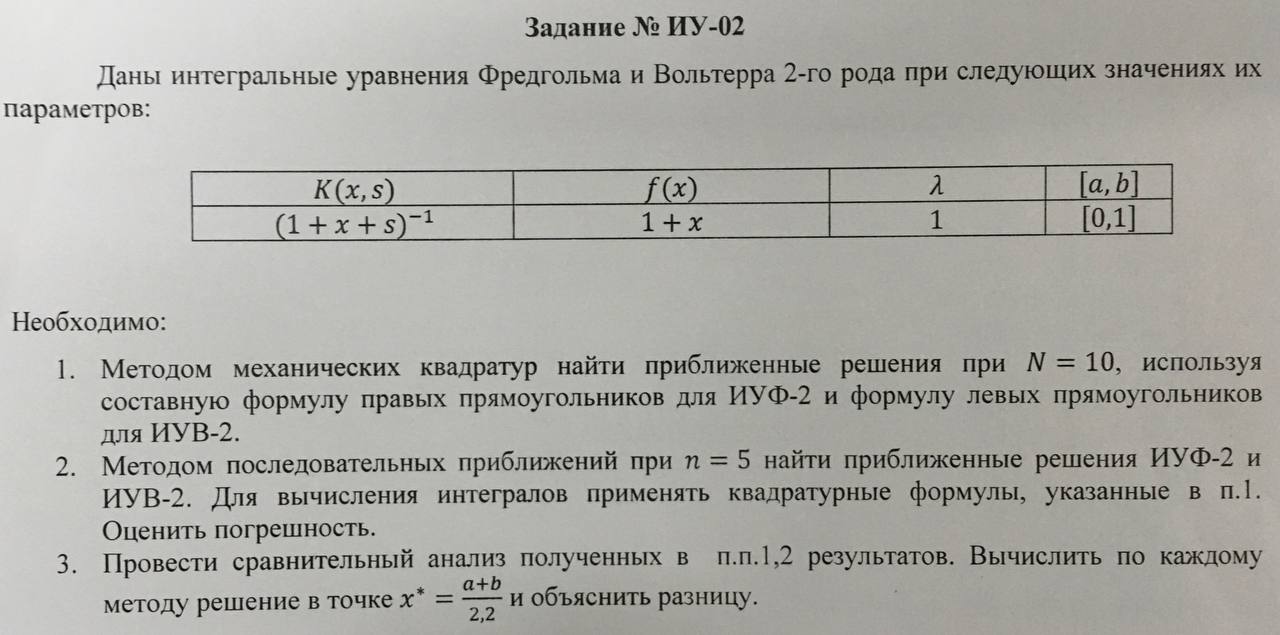 Задание № ИУ-02
Даны интегральные уравнения Фредгольма и Вольтерра 2-го рода при следующих значениях их
параметров:
K(x, s) f(x) λ [a, b]
(1 + x + s)⁻¹ 1 + x 1 [0,1]
Необходимо:
1. Методом механических квадратур найти приближенные решения при N = 10, используя
составную формулу правых прямоугольников для ИУФ-2 и формулу левых прямоугольников
для ИУВ-2.
2. Методом последовательных приближений при n = 5 найти приближенные решения ИУФ-2 и
ИУВ-2. Для вычисления интегралов применять квадратурные формулы, указанные в п.1.
Оценить погрешность.
3. Провести сравнительный анализ полученных в п.п.1,2 результатов. Вычислить по каждому
методу решение в точке x* = (a+b)/2,2 и объяснить разницу.